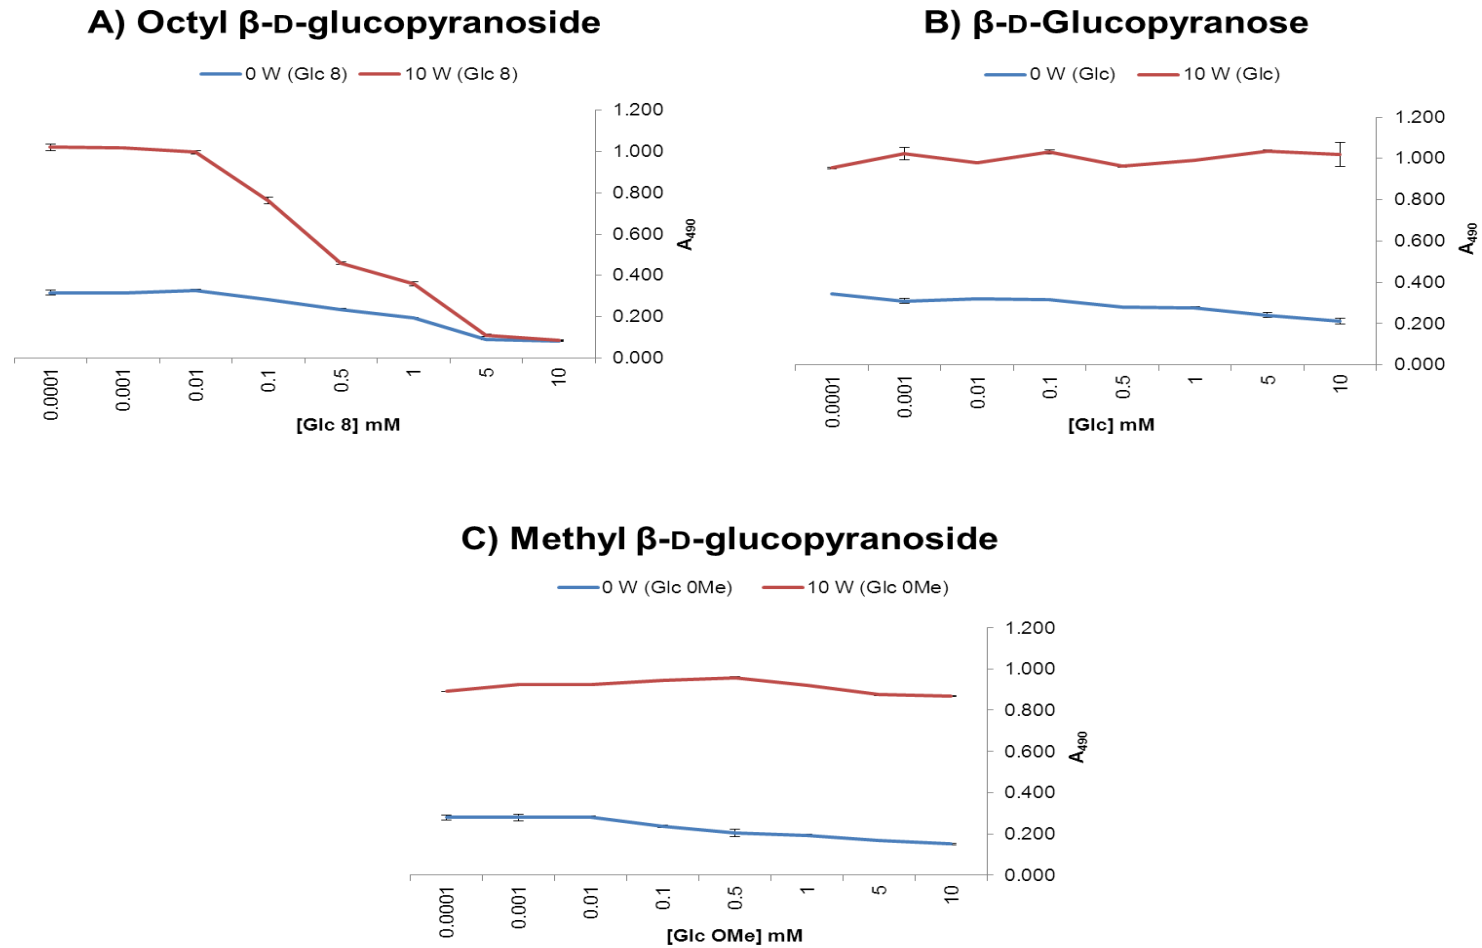 A) Octyl β-D-glucopyranoside
0 W (Glc 8) 10 W (Glc 8)
1.200
1.000
0.800
0.600
0.400
0.200
0.000
A490
0.0001 0.001 0.01 0.1 0.5 1 5 10
[Glc 8] mM
B) β-D-Glucopyranose
0 W (Glc) 10 W (Glc)
1.200
1.000
0.800
0.600
0.400
0.200
0.000
A490
0.0001 0.001 0.01 0.1 0.5 1 5 10
[Glc] mM
C) Methyl β-D-glucopyranoside
0 W (Glc 0Me) 10 W (Glc 0Me)
1.200
1.000
0.800
0.600
0.400
0.200
0.000
A490
0.0001 0.001 0.01 0.1 0.5 1 5 10
[Glc OMe] mM